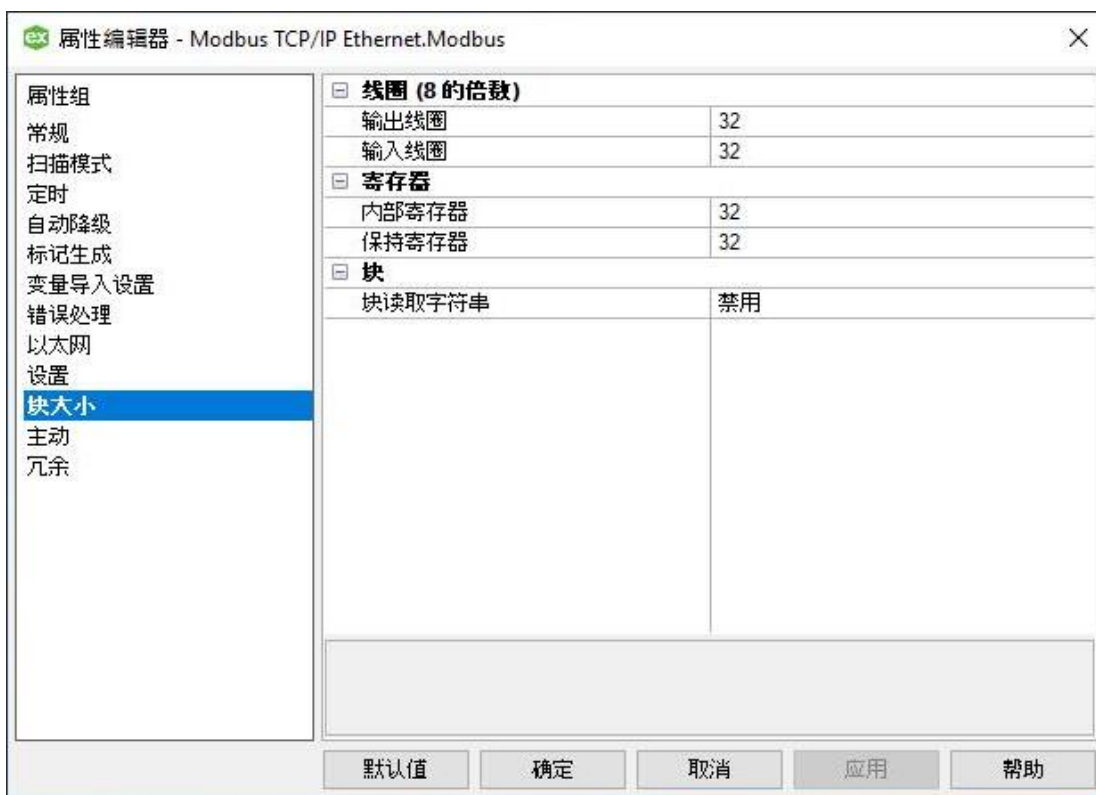 属性编辑器 - Modbus TCP/IP Ethernet.Modbus
属性组
常规
扫描模式
定时
自动降级
标记生成
变量导入设置
错误处理
以太网
设置
块大小
主动
冗余
线圈 (8 的倍数)
输出线圈 32
输入线圈 32
寄存器
内部寄存器 32
保持寄存器 32
块
块读取字符串 禁用
默认值 确定 取消 应用 帮助